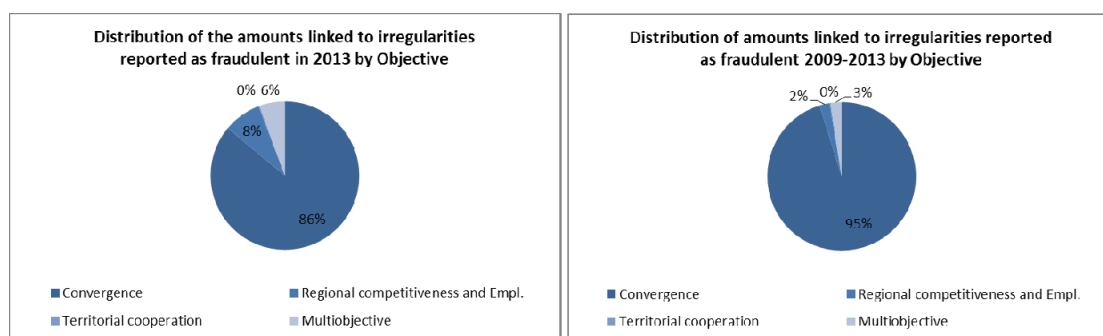 Distribution of the amounts linked to irregularities
reported as fraudulent in 2013 by Objective
0% 6%
8%
86%
Convergence
Regional competitiveness and Empl.
Territorial cooperation
Multiobjective
Distribution of amounts linked to irregularities reported
as fraudulent 2009-2013 by Objective
2% 0% 3%
95%
Convergence
Regional competitiveness and Empl.
Territorial cooperation
Multiobjective